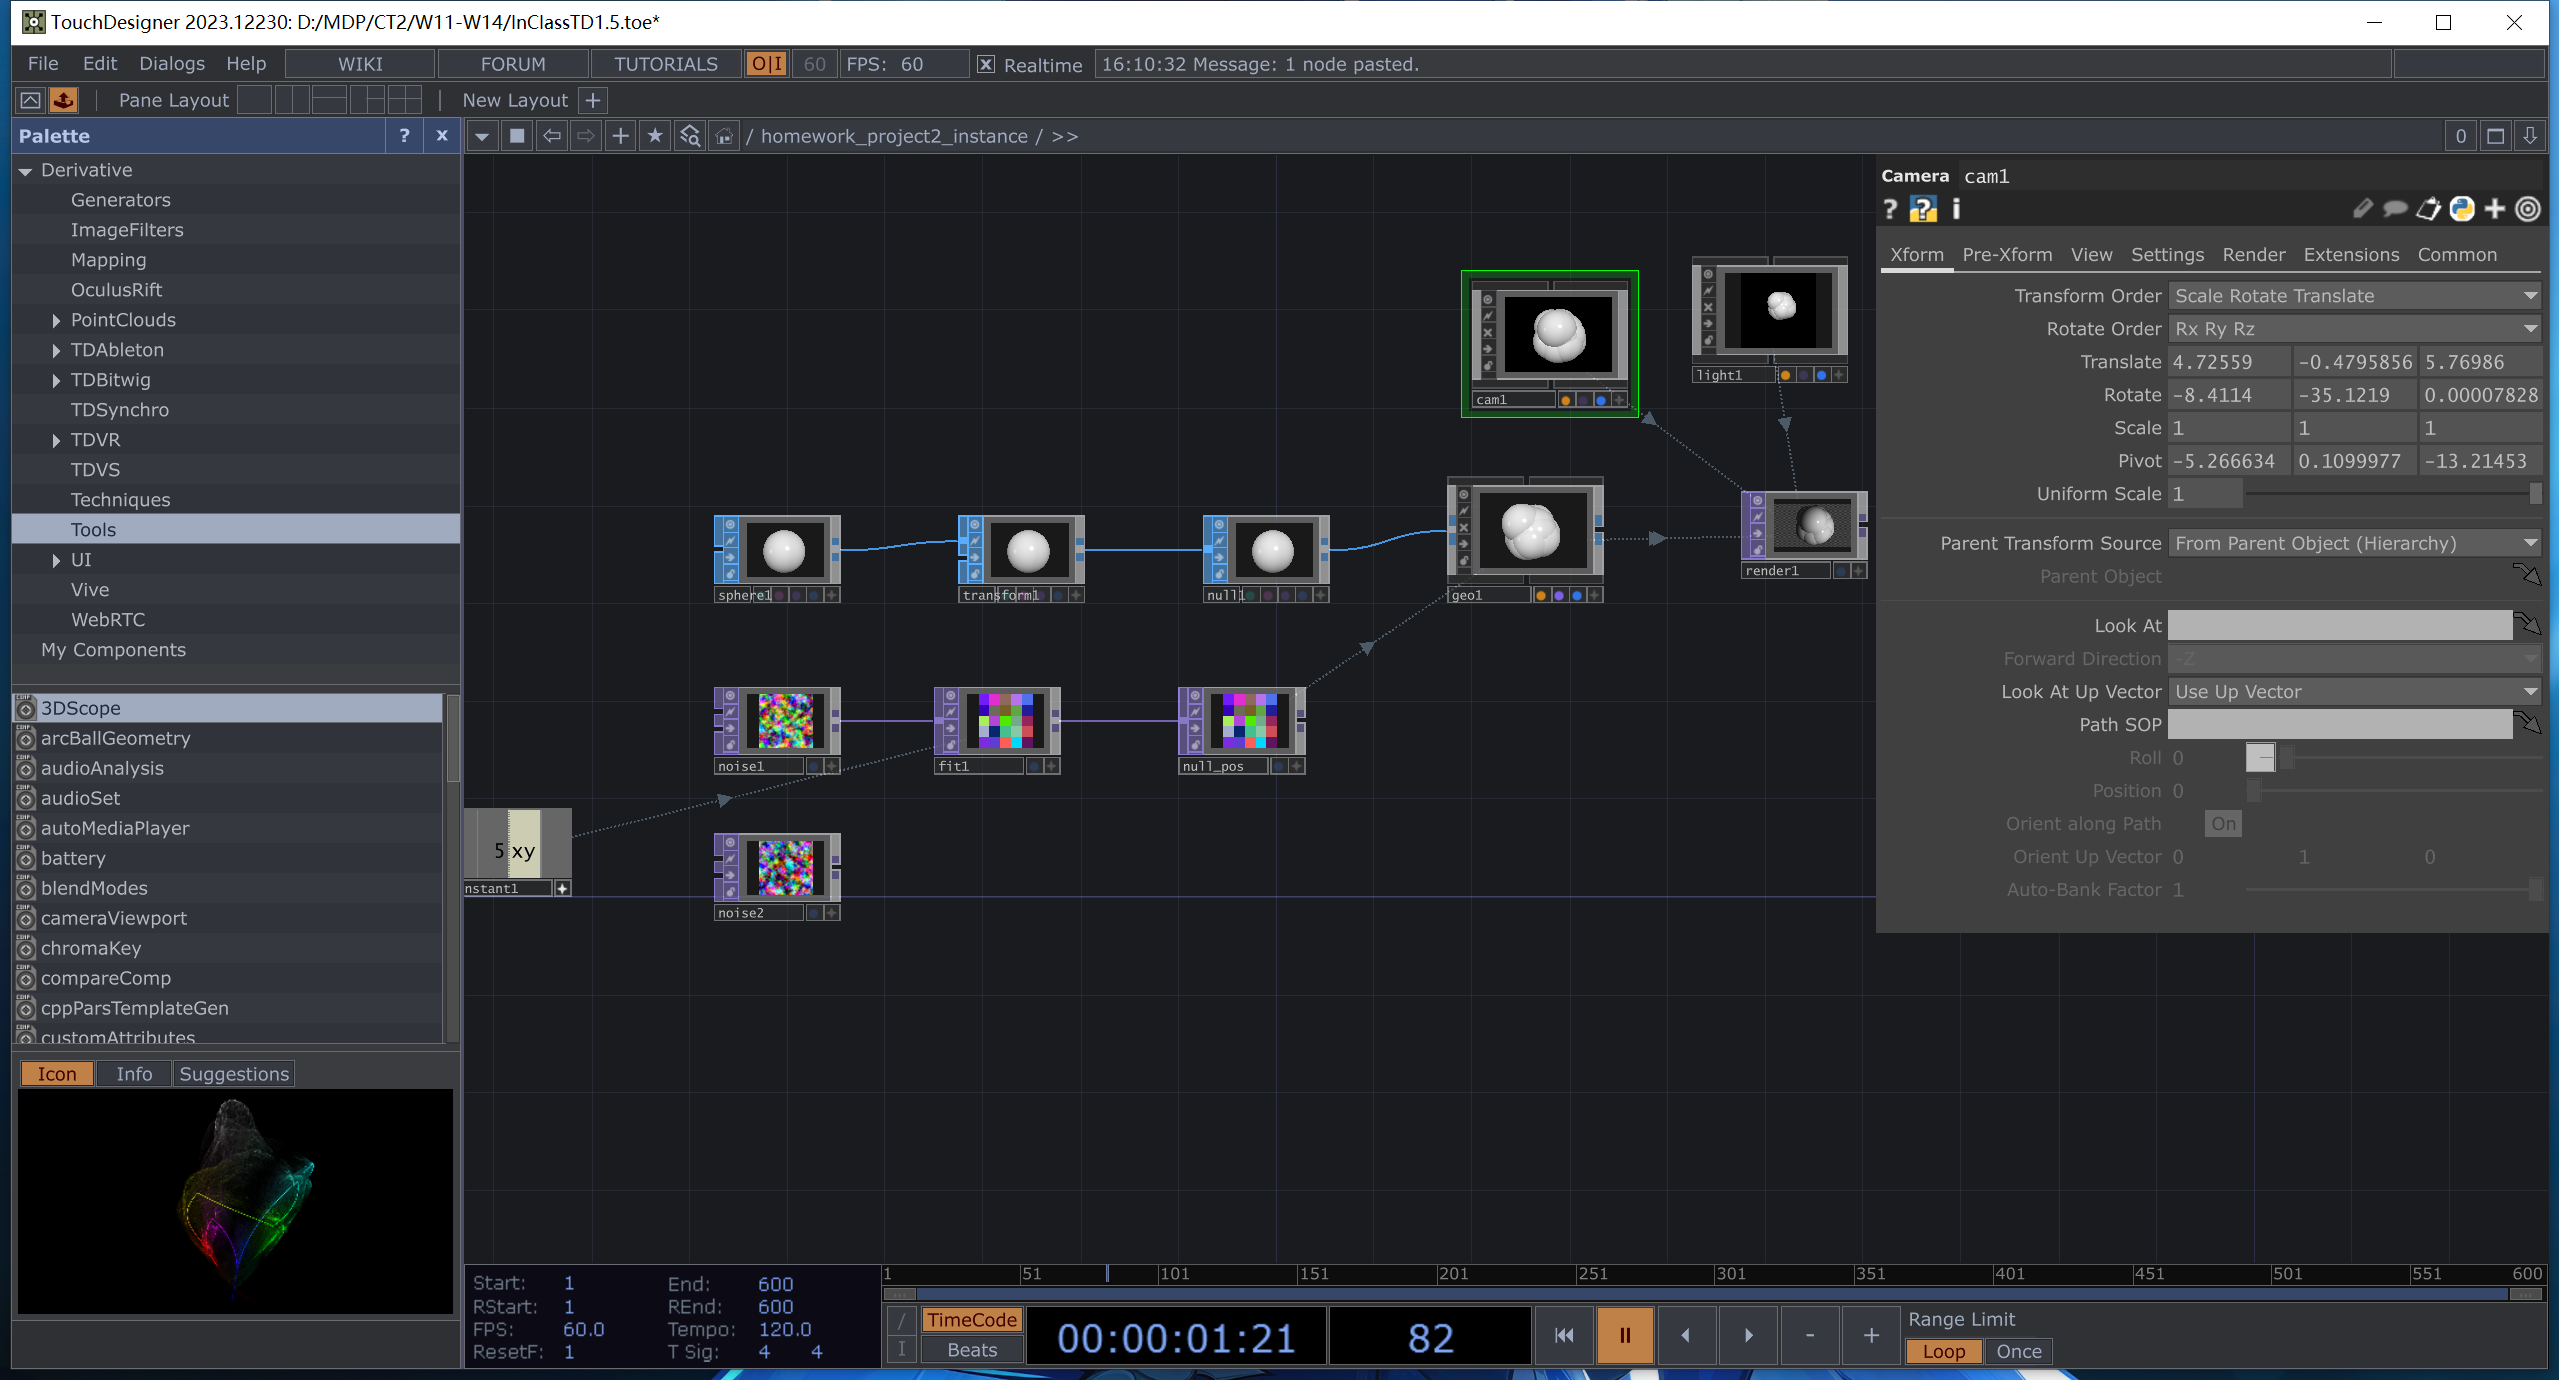 TouchDesigner 2023.12230: D:/MDP/CT2/W11-W14/InClassTD1.5.toe*
File Edit Dialogs Help WIKI FORUM TUTORIALS O|I 60 FPS: 60 Realtime 16:10:32 Message: 1 node pasted.
Pane Layout New Layout +
Palette ? x
/ homework_project2_instance / >> 0
Derivative
Generators
ImageFilters
Mapping
OculusRift
PointClouds
TDAbleton
TDBitwig
TDSynchro
TDVR
TDVS
Techniques
Tools
UI
Vive
WebRTC
My Components
3DScope
arcBallGeometry
audioAnalysis
audioSet
autoMediaPlayer
battery
blendModes
cameraViewport
chromaKey
compareComp
cppParsTemplateGen
customAttributes
Icon Info Suggestions
cam1
light1
sphere1
transform1
null1
geo1
render1
noise1
fit1
null_pos
5 xy
nstant1
noise2
Camera cam1
? ? i
Xform Pre-Xform View Settings Render Extensions Common
Transform Order Scale Rotate Translate
Rotate Order Rx Ry Rz
Translate 4.72559 -0.4795856 5.76986
Rotate -8.4114 -35.1219 0.00007828
Scale 1 1 1
Pivot -5.266634 0.1099977 -13.21453
Uniform Scale 1
Parent Transform Source From Parent Object (Hierarchy)
Parent Object
Look At
Forward Direction -Z
Look At Up Vector Use Up Vector
Path SOP
Roll 0
Position 0
Orient along Path On
Orient Up Vector 0 1 0
Auto-Bank Factor 1
1 51 101 151 201 251 301 351 401 451 501 551 600
Start: 1 End: 600
RStart: 1 REnd: 600
FPS: 60.0 Tempo: 120.0
ResetF: 1 T Sig: 4 4
/ TimeCode
I Beats
00:00:01:21 82
- +
Range Limit
Loop Once